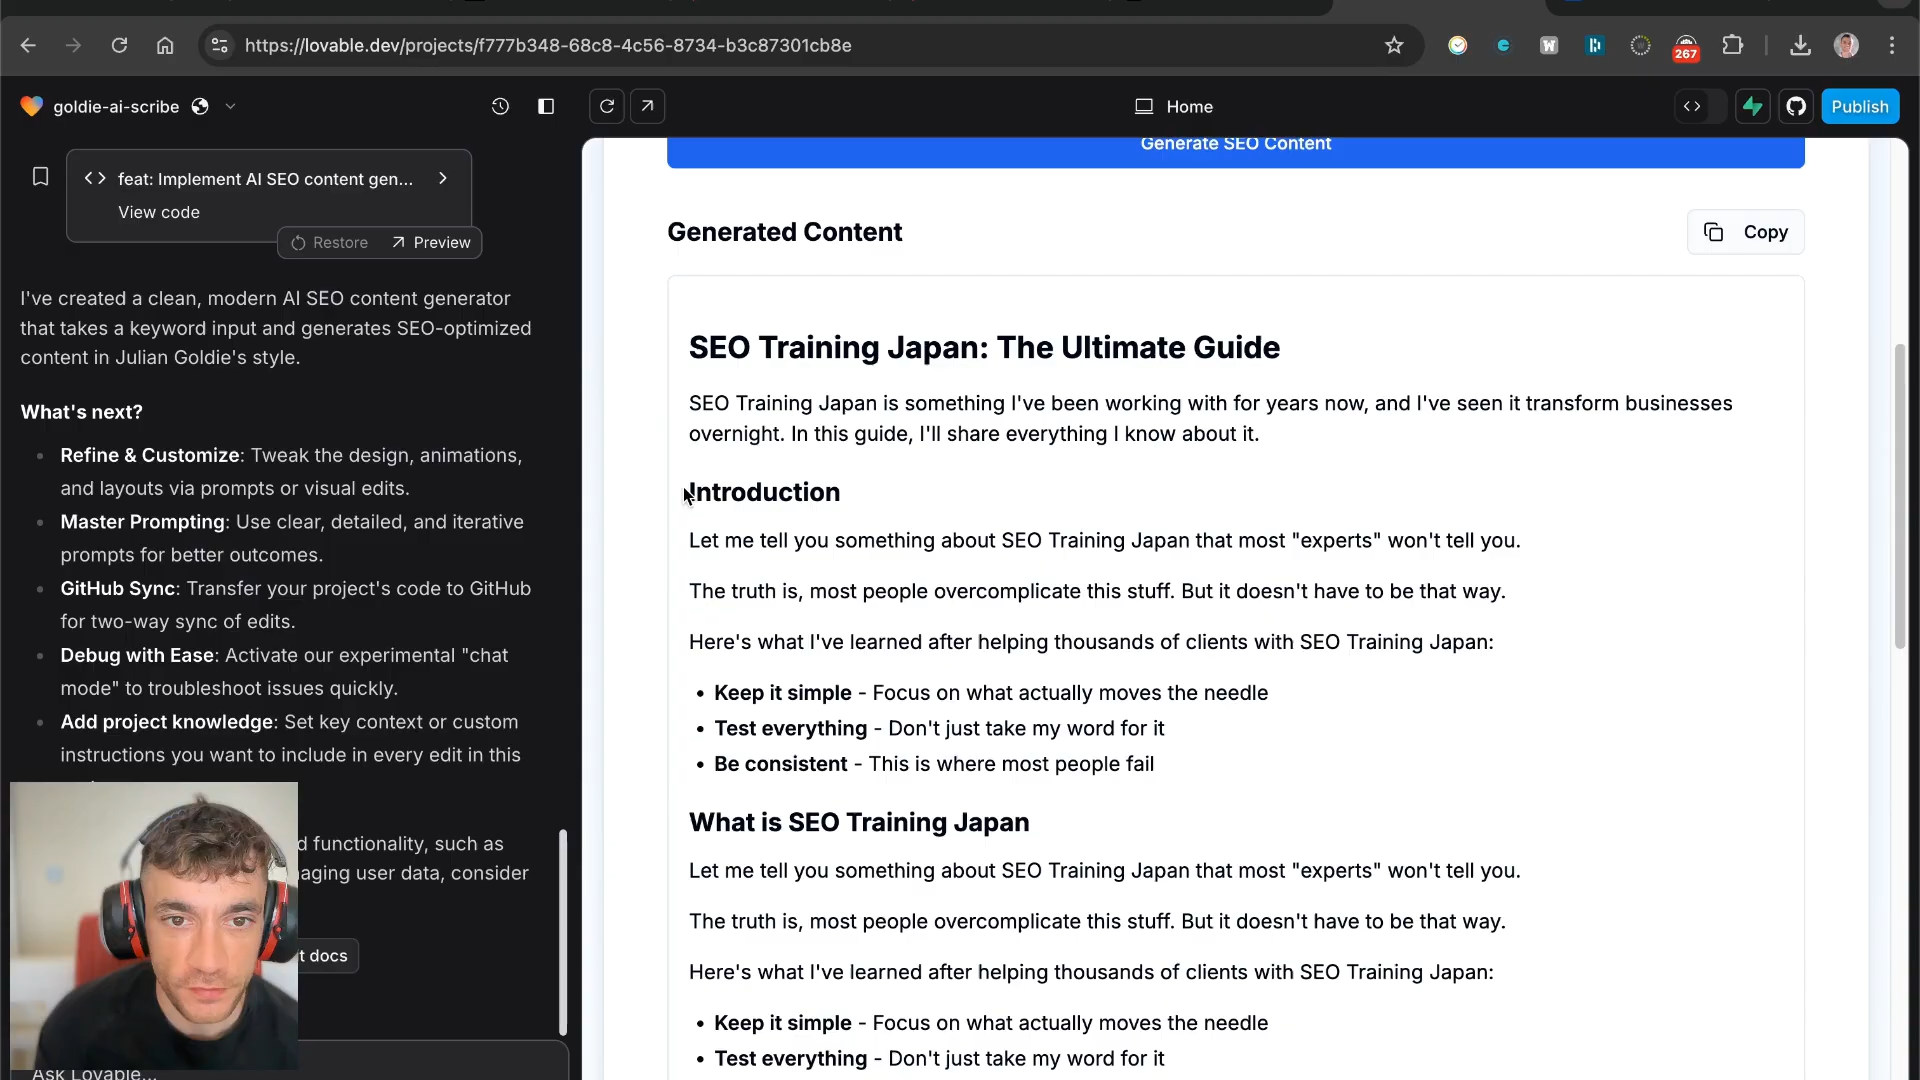 https://lovable.dev/projects/f777b348-68c8-4c56-8734-b3c87301cb8e
267
goldie-ai-scribe
Home
Publish
feat: Implement AI SEO content gen...
View code
Restore
Preview
I've created a clean, modern AI SEO content generator
that takes a keyword input and generates SEO-optimized
content in Julian Goldie's style.
What's next?
Refine & Customize: Tweak the design, animations,
and layouts via prompts or visual edits.
Master Prompting: Use clear, detailed, and iterative
prompts for better outcomes.
GitHub Sync: Transfer your project's code to GitHub
for two-way sync of edits.
Debug with Ease: Activate our experimental "chat
mode" to troubleshoot issues quickly.
Add project knowledge: Set key context or custom
instructions you want to include in every edit in this
d functionality, such as
aging user data, consider
t docs
Ask Lovable...
Generate SEO Content
Generated Content
Copy
SEO Training Japan: The Ultimate Guide
SEO Training Japan is something I've been working with for years now, and I've seen it transform businesses
overnight. In this guide, I'll share everything I know about it.
Introduction
Let me tell you something about SEO Training Japan that most "experts" won't tell you.
The truth is, most people overcomplicate this stuff. But it doesn't have to be that way.
Here's what I've learned after helping thousands of clients with SEO Training Japan:
• Keep it simple - Focus on what actually moves the needle
• Test everything - Don't just take my word for it
• Be consistent - This is where most people fail
What is SEO Training Japan
Let me tell you something about SEO Training Japan that most "experts" won't tell you.
The truth is, most people overcomplicate this stuff. But it doesn't have to be that way.
Here's what I've learned after helping thousands of clients with SEO Training Japan:
• Keep it simple - Focus on what actually moves the needle
• Test everything - Don't just take my word for it